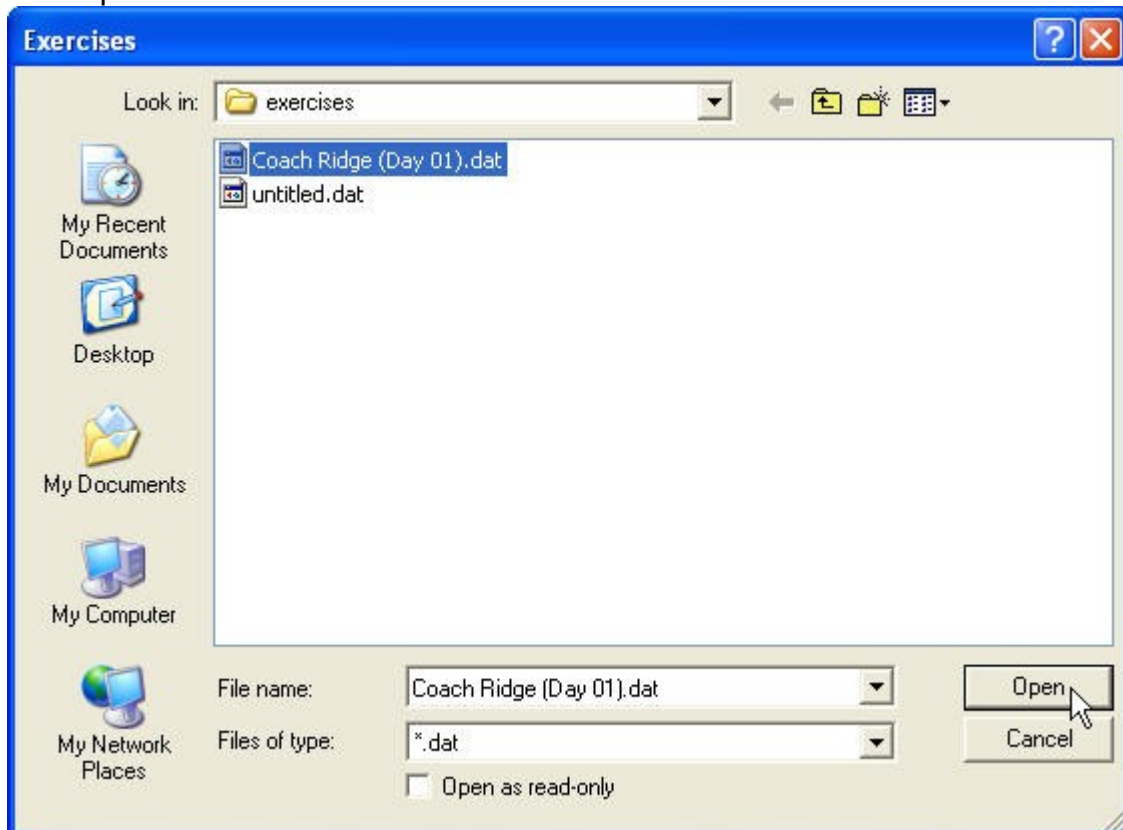 Exercises
Look in:
exercises
Coach Ridge (Day 01).dat
untitled.dat
My Recent
Documents
Desktop
My Documents
My Computer
My Network
Places
File name:
Coach Ridge (Day 01).dat
Open
Files of type:
*.dat
Cancel
Open as read-only